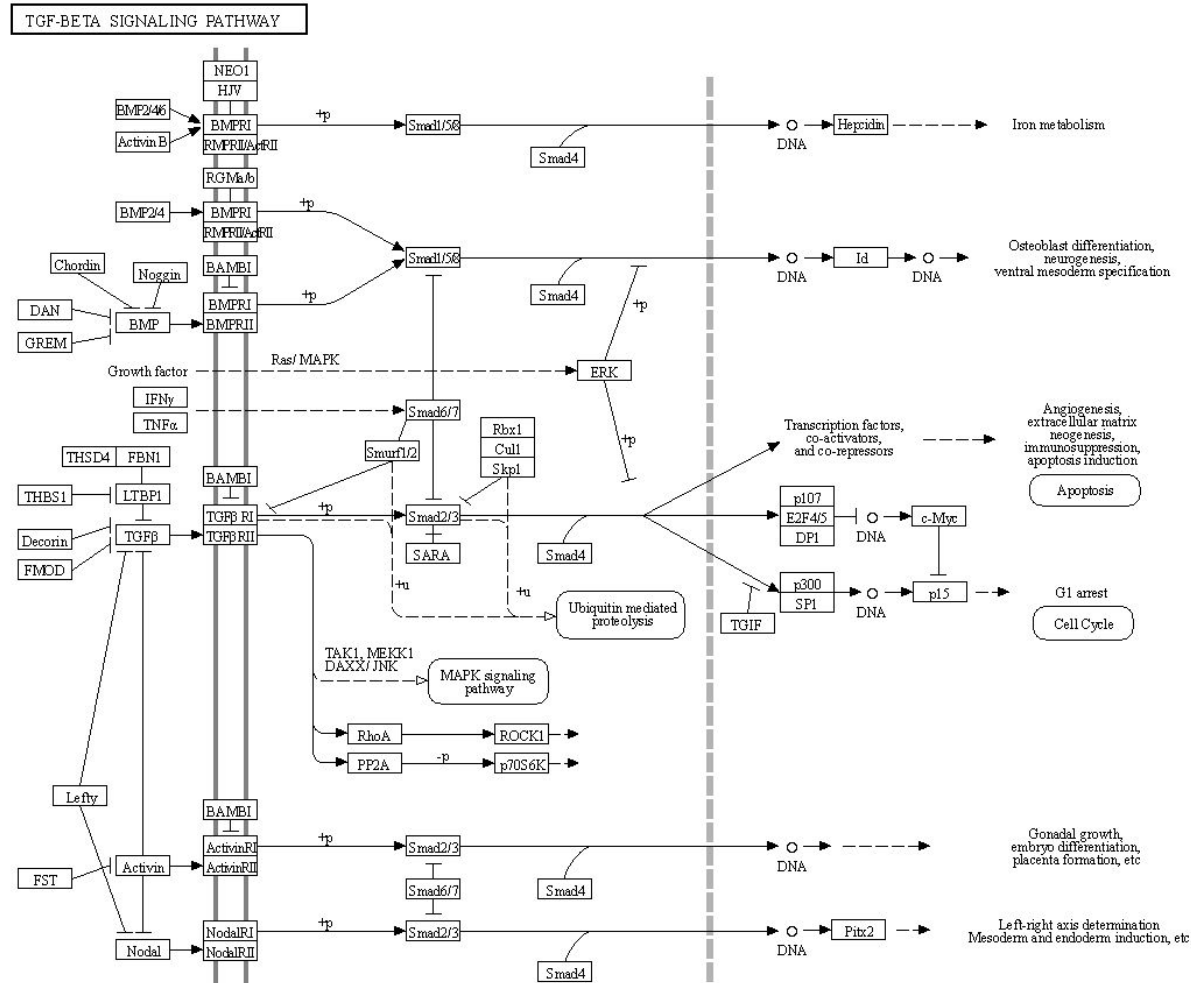 TGF-BETA SIGNALING PATHWAY
NEO1
HJV
BMP2/4/6
Activin B
BMPRI
RMPRII/ActRII
+p
Smad1/5/8
Smad4
DNA
Hepcidin
Iron metabolism
RGMa/b
BMP2/4
BMPRI
RMPRII/ActRII
+p
Smad1/5/8
Smad4
DNA
Id
DNA
Osteoblast differentiation,
neurogenesis,
ventral mesoderm specification
Chordin
Noggin
BAMBI
DAN
GREM
BMP
BMPRI
BMPRII
+p
+p
Growth factor
Ras/ MAPK
ERK
IFNγ
TNFα
Smad6/7
Smurf1/2
Rbx1
Cul1
Skp1
+p
Transcription factors,
co-activators,
and co-repressors
Angiogenesis,
extracellular matrix
neogenesis,
immunosuppression,
apoptosis induction
Apoptosis
THSD4
FBN1
THBS1
LTBP1
BAMBI
Decorin
FMOD
TGFβ
TGFβ RI
TGFβ RII
+p
Smad2/3
SARA
Smad4
p107
E2F4/5
DP1
DNA
c-Myc
p300
SP1
DNA
p15
TGIF
G1 arrest
Cell Cycle
+u
+u
Ubiquitin mediated
proteolysis
TAK1, MEKK1
DAXX/ JNK
MAPK signaling
pathway
RhoA
ROCK1
PP2A
-p
p70S6K
Lefty
BAMBI
FST
Activin
ActivinRI
ActivinRII
+p
Smad2/3
Smad4
DNA
Gonadal growth,
embryo differentiation,
placenta formation, etc
Smad6/7
Nodal
NodalRI
NodalRII
+p
Smad2/3
Smad4
DNA
Pitx2
Left-right axis determination
Mesoderm and endoderm induction, etc